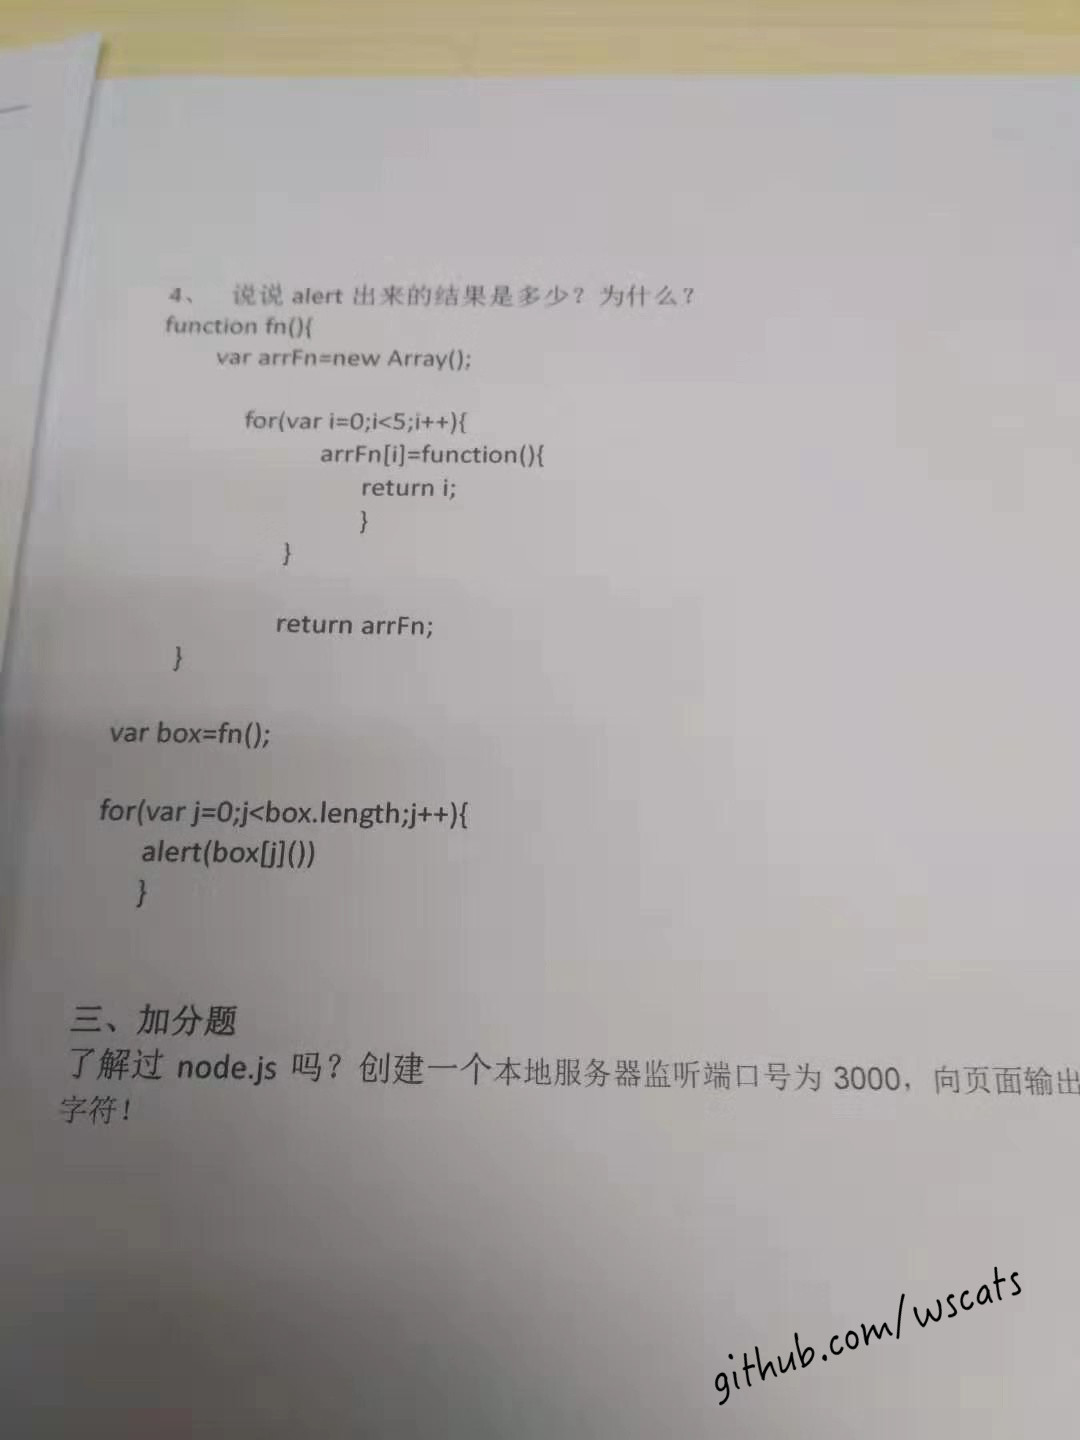 4、 说说 alert 出来的结果是多少？为什么？
function fn(){
var arrFn=new Array();
for(var i=0;i<5;i++){
arrFn[i]=function(){
return i;
}
}
return arrFn;
}
var box=fn();
for(var j=0;j<box.length;j++){
alert(box[j]())
}
三、加分题
了解过 node.js 吗？创建一个本地服务器监听端口号为 3000，向页面输出
字符！
github.com/wscats